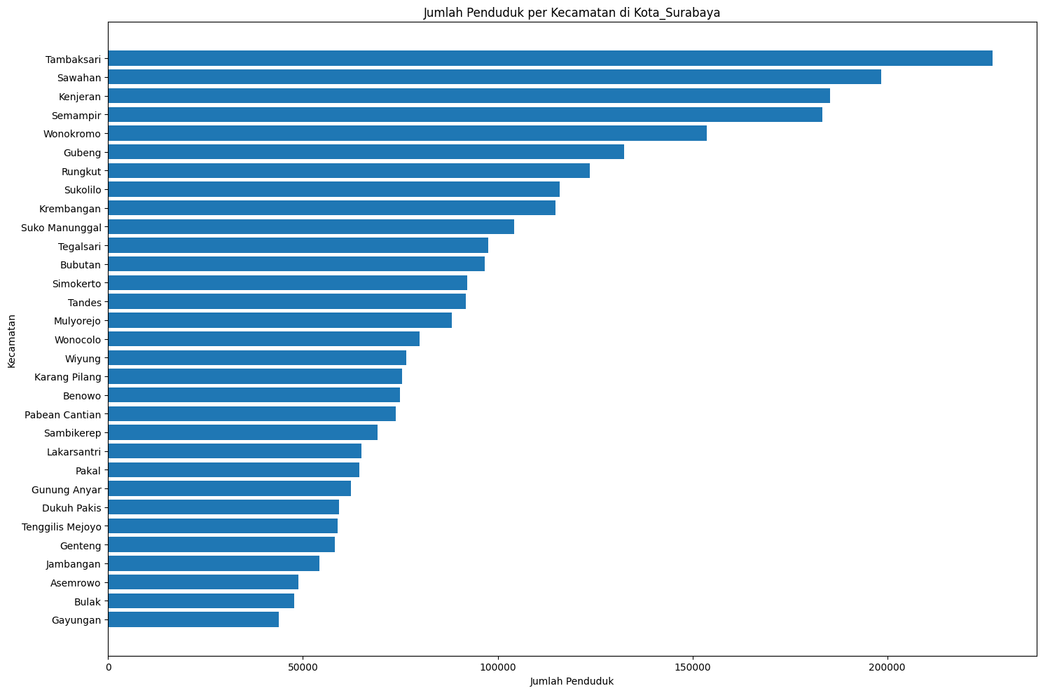 Jumlah Penduduk per Kecamatan di Kota_Surabaya
Kecamatan
Tambaksari
Sawahan
Kenjeran
Semampir
Wonokromo
Gubeng
Rungkut
Sukolilo
Krembangan
Suko Manunggal
Tegalsari
Bubutan
Simokerto
Tandes
Mulyorejo
Wonocolo
Wiyung
Karang Pilang
Benowo
Pabean Cantian
Sambikerep
Lakarsantri
Pakal
Gunung Anyar
Dukuh Pakis
Tenggilis Mejoyo
Genteng
Jambangan
Asemrowo
Bulak
Gayungan
0 50000 100000 150000 200000
Jumlah Penduduk